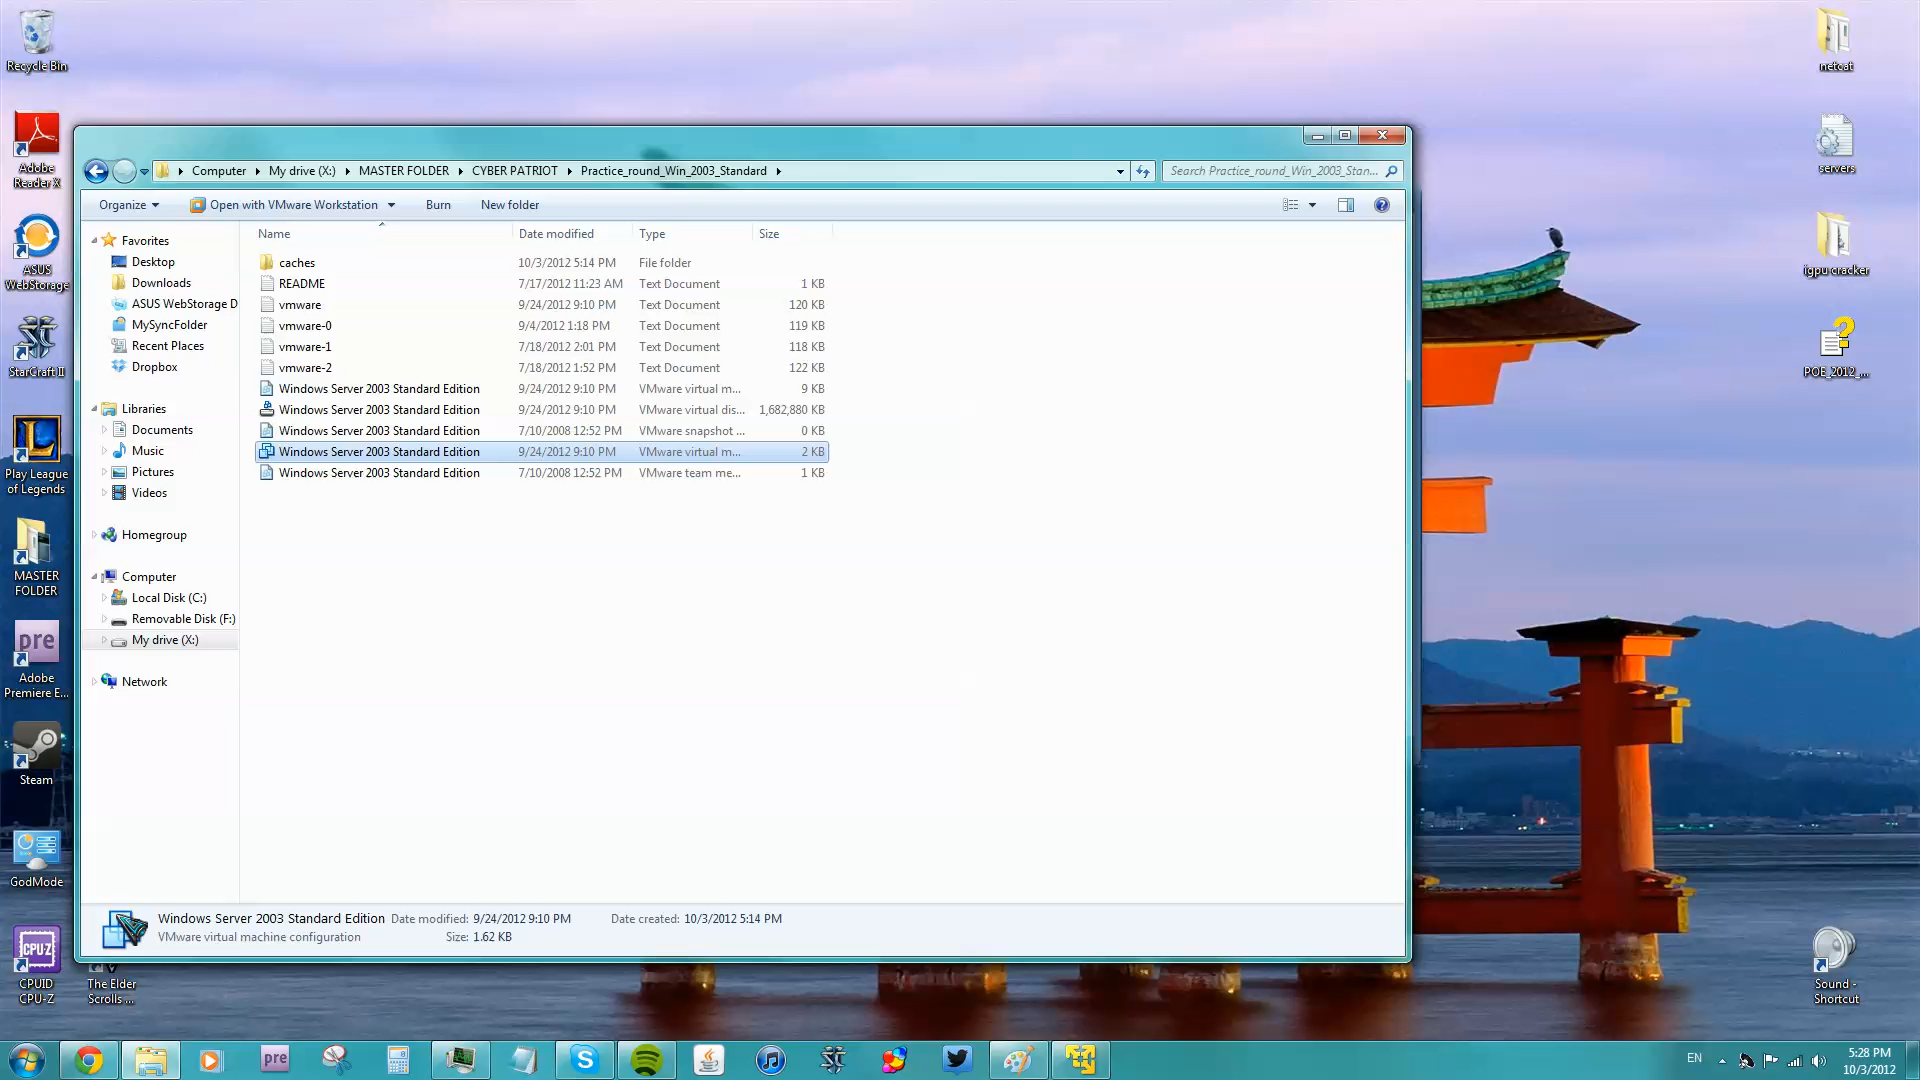 Recycle Bin
Adobe
Reader X
ASUS
WebStorage
StarCraft II
Play League
of Legends
MASTER
FOLDER
pre
Adobe
Premiere E...
Steam
GodMode
CPU-Z
CPUID
CPU-Z
The Elder
Scrolls ...
netcat
servers
igpu cracker
POE_2012_...
Sound -
Shortcut
Computer My drive (X:) MASTER FOLDER CYBER PATRIOT Practice_round_Win_2003_Standard
Search Practice_round_Win_2003_Stan...
Organize Open with VMware Workstation Burn New folder
Favorites
Desktop
Downloads
ASUS WebStorage D
MySyncFolder
Recent Places
Dropbox
Libraries
Documents
Music
Pictures
Videos
Homegroup
Computer
Local Disk (C:)
Removable Disk (F:)
My drive (X:)
Network
Name Date modified Type Size
caches 10/3/2012 5:14 PM File folder
README 7/17/2012 11:23 AM Text Document 1 KB
vmware 9/24/2012 9:10 PM Text Document 120 KB
vmware-0 9/4/2012 1:18 PM Text Document 119 KB
vmware-1 7/18/2012 2:01 PM Text Document 118 KB
vmware-2 7/18/2012 1:52 PM Text Document 122 KB
Windows Server 2003 Standard Edition 9/24/2012 9:10 PM VMware virtual m... 9 KB
Windows Server 2003 Standard Edition 9/24/2012 9:10 PM VMware virtual dis... 1,682,880 KB
Windows Server 2003 Standard Edition 7/10/2008 12:52 PM VMware snapshot ... 0 KB
Windows Server 2003 Standard Edition 9/24/2012 9:10 PM VMware virtual m... 2 KB
Windows Server 2003 Standard Edition 7/10/2008 12:52 PM VMware team me... 1 KB
Windows Server 2003 Standard Edition Date modified: 9/24/2012 9:10 PM Date created: 10/3/2012 5:14 PM
VMware virtual machine configuration Size: 1.62 KB
pre
EN
5:28 PM
10/3/2012